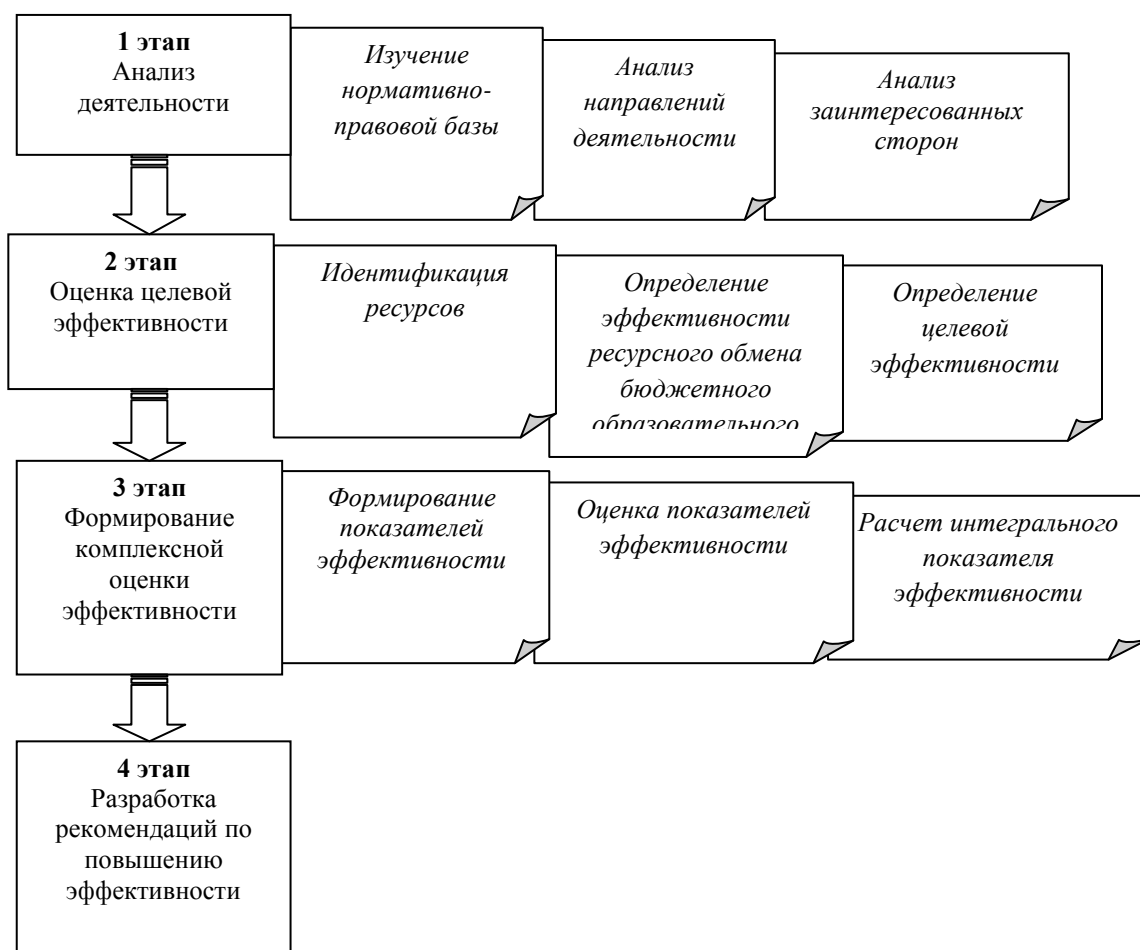 1 этап
Анализ
деятельности
Изучение
нормативно-
правовой базы
Анализ
направлений
деятельности
Анализ
заинтересованных
сторон
2 этап
Оценка целевой
эффективности
Идентификация
ресурсов
Определение
эффективности
ресурсного обмена
бюджетного
образовательного
Определение
целевой
эффективности
3 этап
Формирование
комплексной
оценки
эффективности
Формирование
показателей
эффективности
Оценка показателей
эффективности
Расчет интегрального
показателя
эффективности
4 этап
Разработка
рекомендаций по
повышению
эффективности